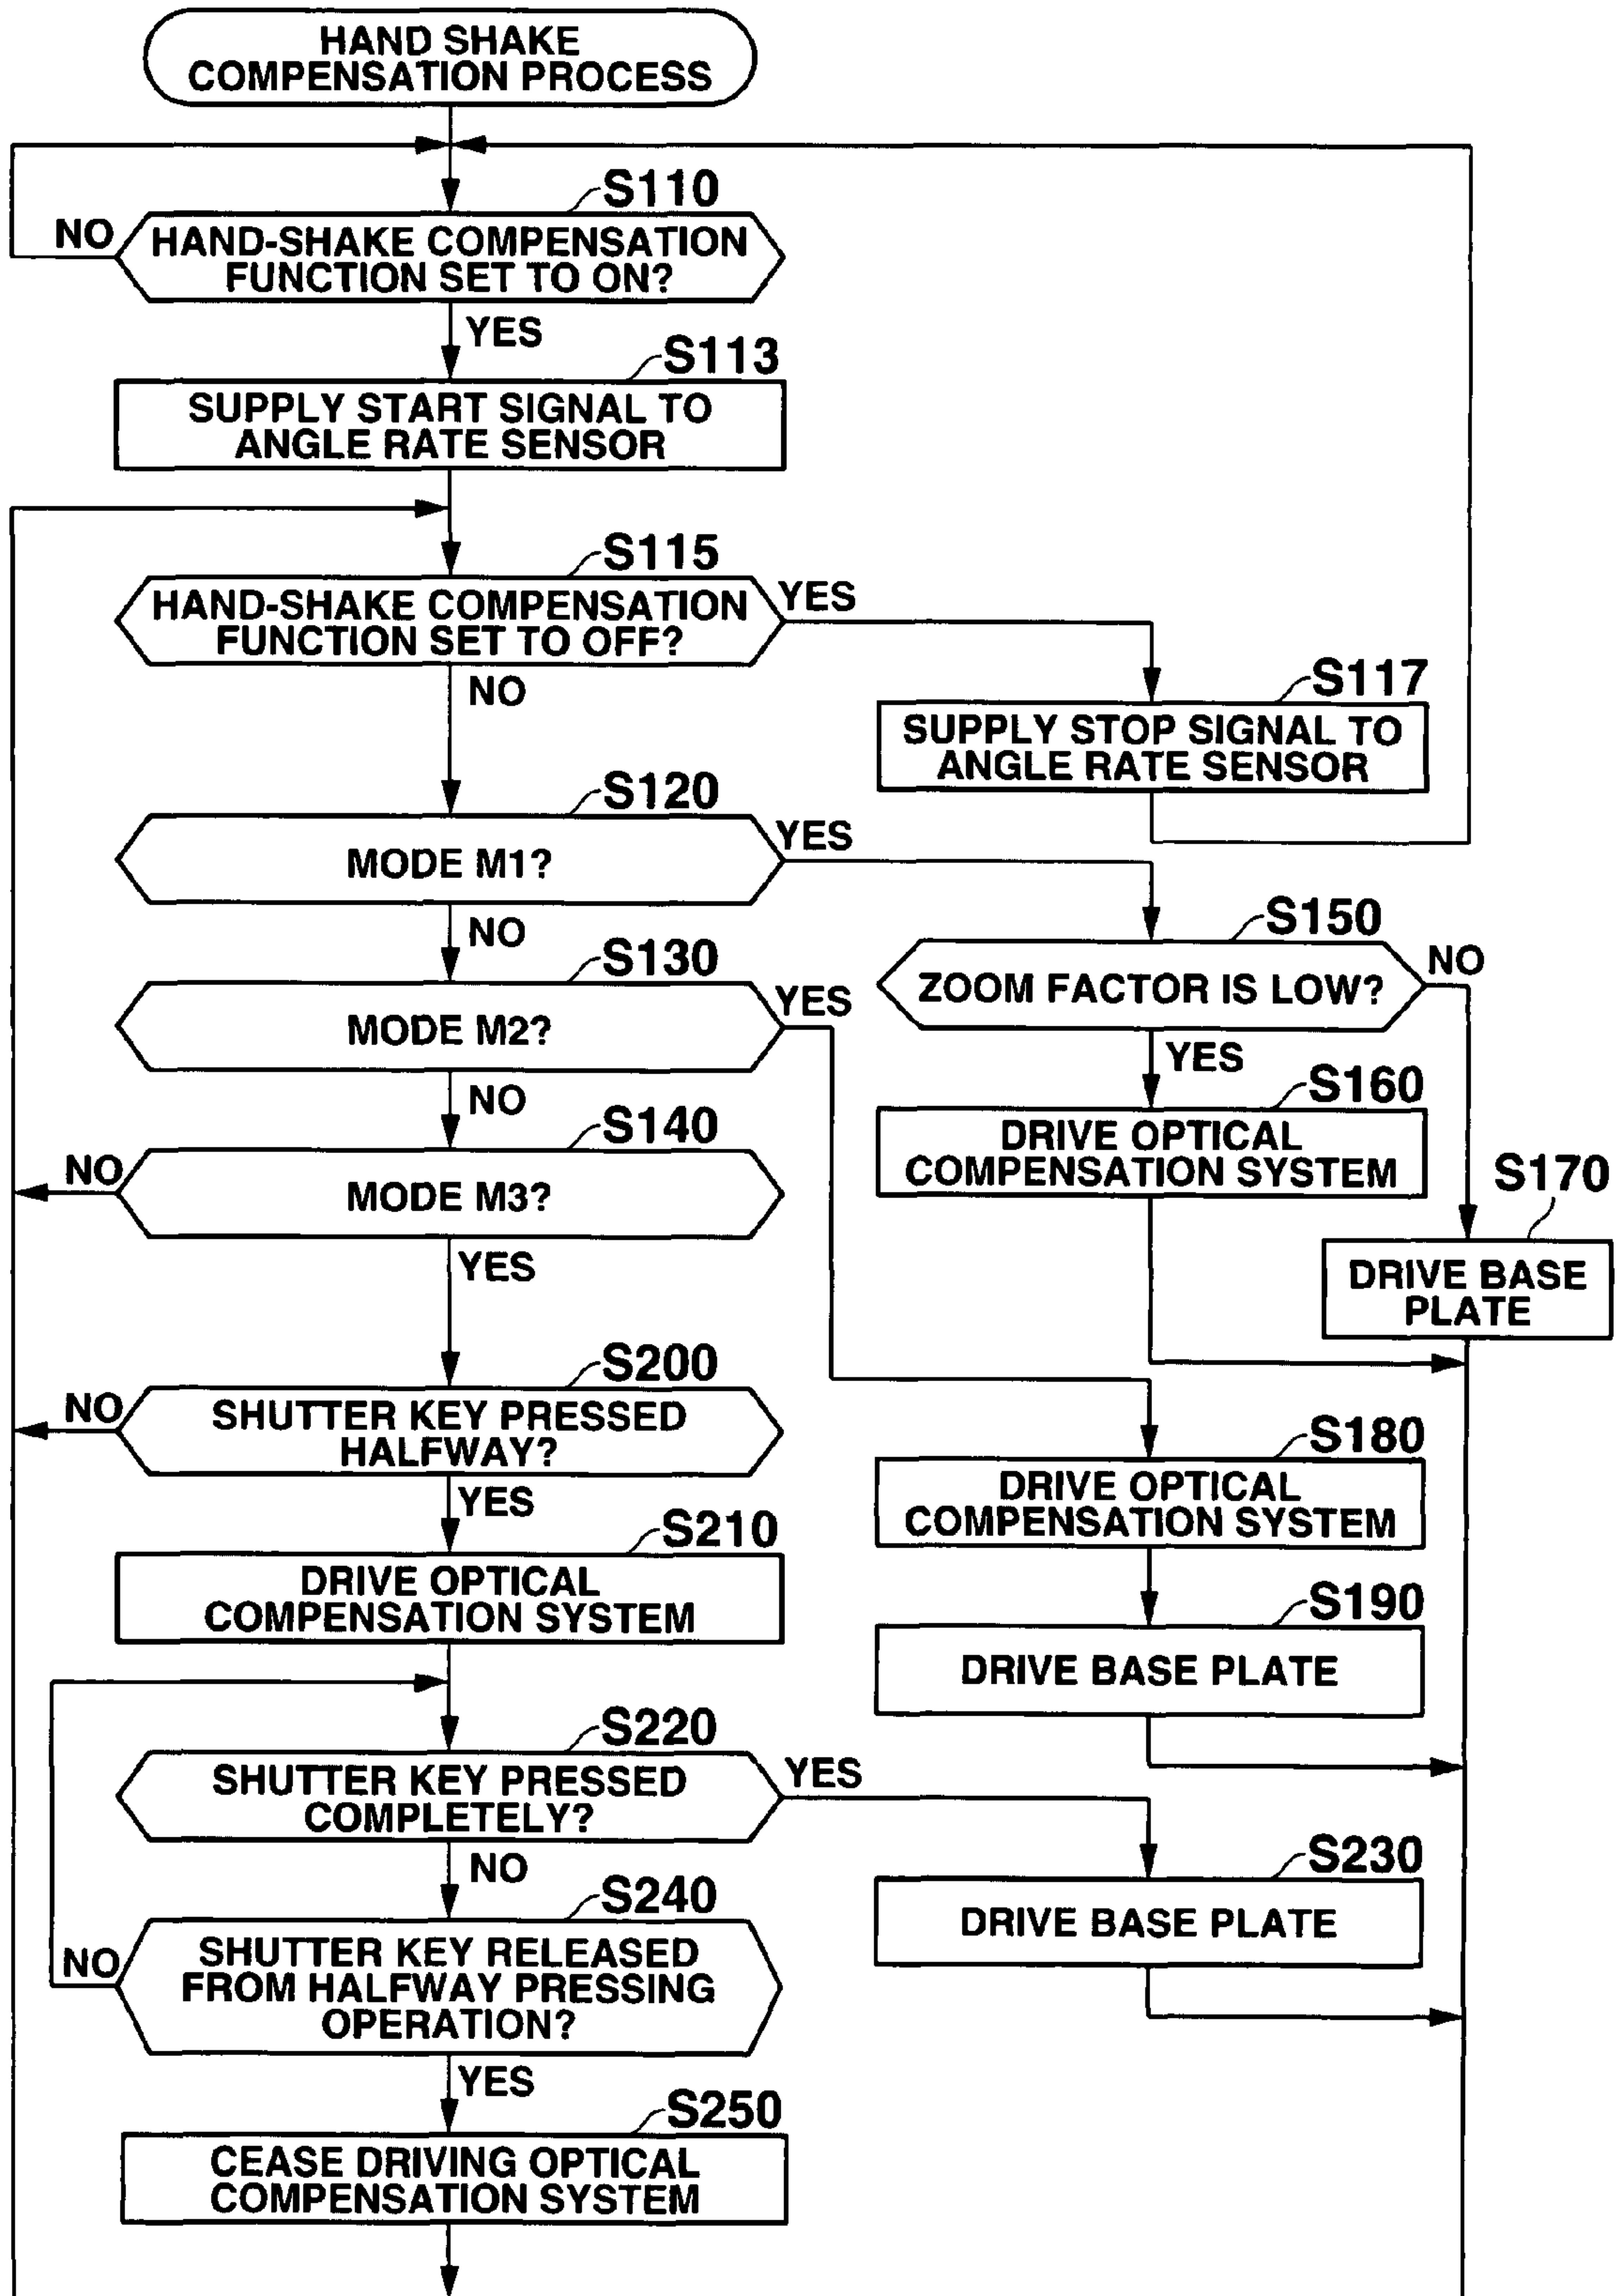 HAND SHAKE
COMPENSATION PROCESS
S110
NO
HAND-SHAKE COMPENSATION
FUNCTION SET TO ON?
YES
S113
SUPPLY START SIGNAL TO
ANGLE RATE SENSOR
S115
HAND-SHAKE COMPENSATION
FUNCTION SET TO OFF?
YES
NO
S117
SUPPLY STOP SIGNAL TO
ANGLE RATE SENSOR
S120
MODE M1?
YES
NO
S150
ZOOM FACTOR IS LOW?
NO
YES
S130
MODE M2?
YES
NO
S160
DRIVE OPTICAL
COMPENSATION SYSTEM
S140
NO
MODE M3?
YES
S170
DRIVE BASE
PLATE
S200
NO
SHUTTER KEY PRESSED
HALFWAY?
YES
S180
DRIVE OPTICAL
COMPENSATION SYSTEM
S210
DRIVE OPTICAL
COMPENSATION SYSTEM
S190
DRIVE BASE PLATE
S220
SHUTTER KEY PRESSED
COMPLETELY?
YES
NO
S230
DRIVE BASE PLATE
S240
NO
SHUTTER KEY RELEASED
FROM HALFWAY PRESSING
OPERATION?
YES
S250
CEASE DRIVING OPTICAL
COMPENSATION SYSTEM